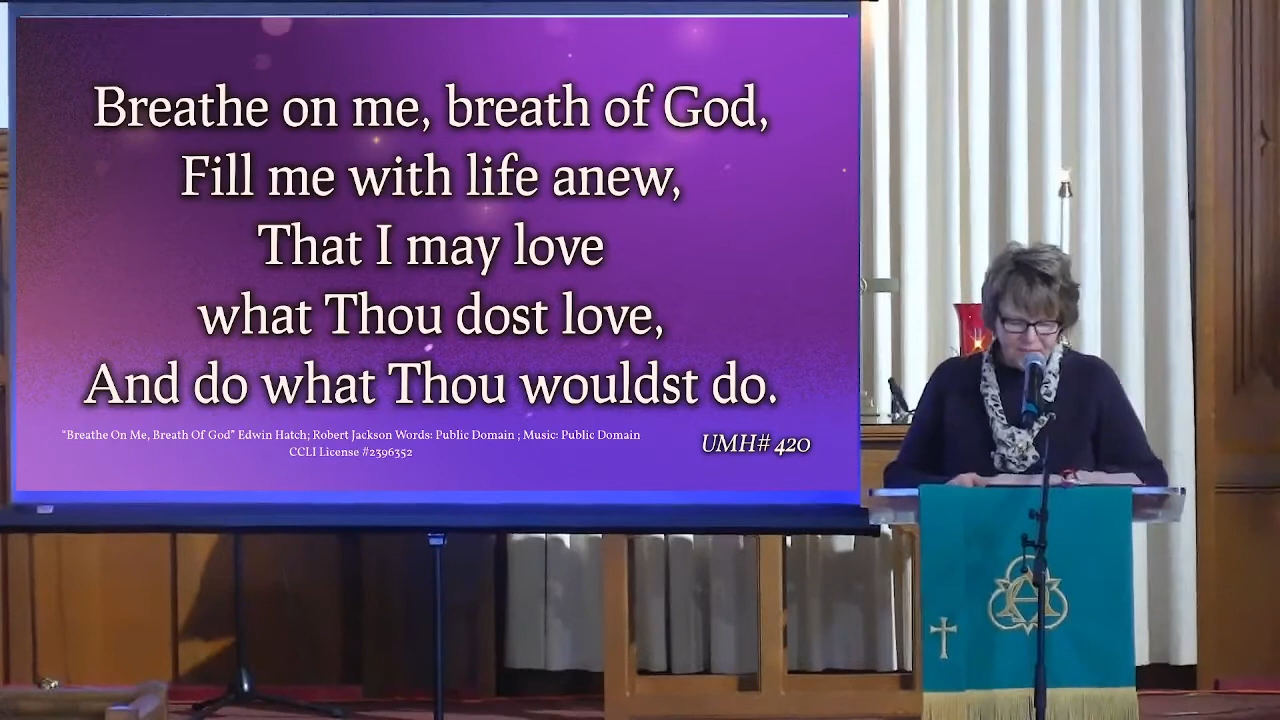 Breathe on me, breath of God,
Fill me with life anew,
That I may love
what Thou dost love,
And do what Thou wouldst do.
“Breathe On Me, Breath Of God” Edwin Hatch; Robert Jackson Words: Public Domain ; Music: Public Domain
CCLI License #2396352
UMH# 420